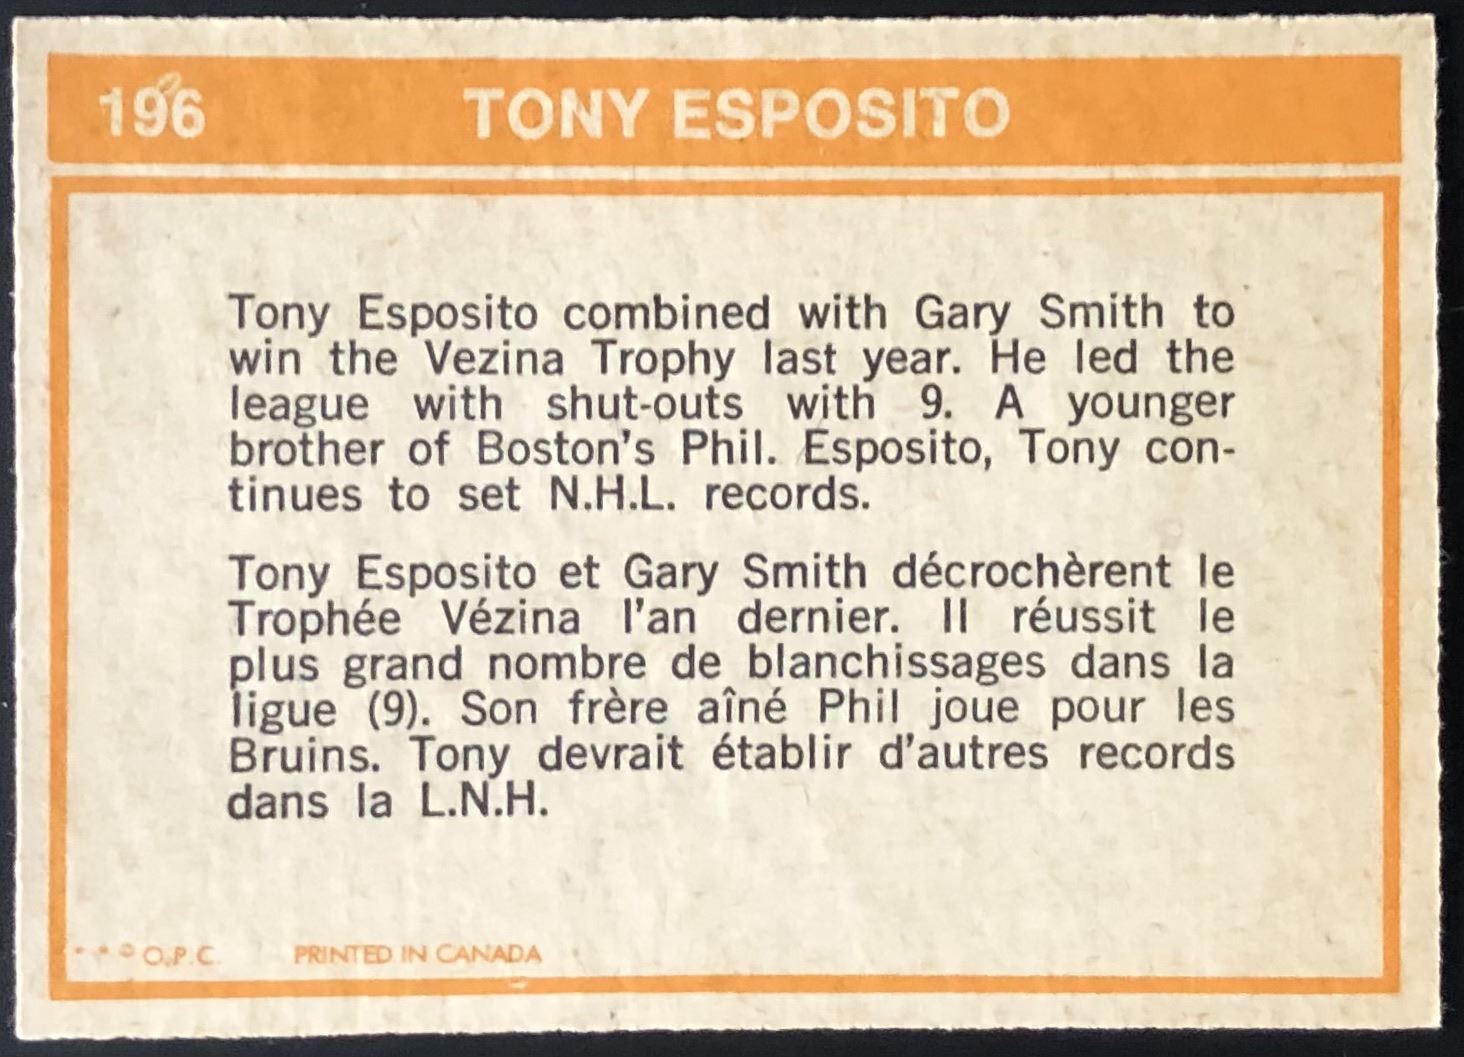 196 TONY ESPOSITO
Tony Esposito combined with Gary Smith to
win the Vezina Trophy last year. He led the
league with shut-outs with 9. A younger
brother of Boston's Phil. Esposito, Tony con-
tinues to set N.H.L. records.
Tony Esposito et Gary Smith décrochèrent le
Trophée Vézina l'an dernier. Il réussit le
plus grand nombre de blanchissages dans la
ligue (9). Son frère aîné Phil joue pour les
Bruins. Tony devrait établir d'autres records
dans la L.N.H.
* * © O.P.C. PRINTED IN CANADA